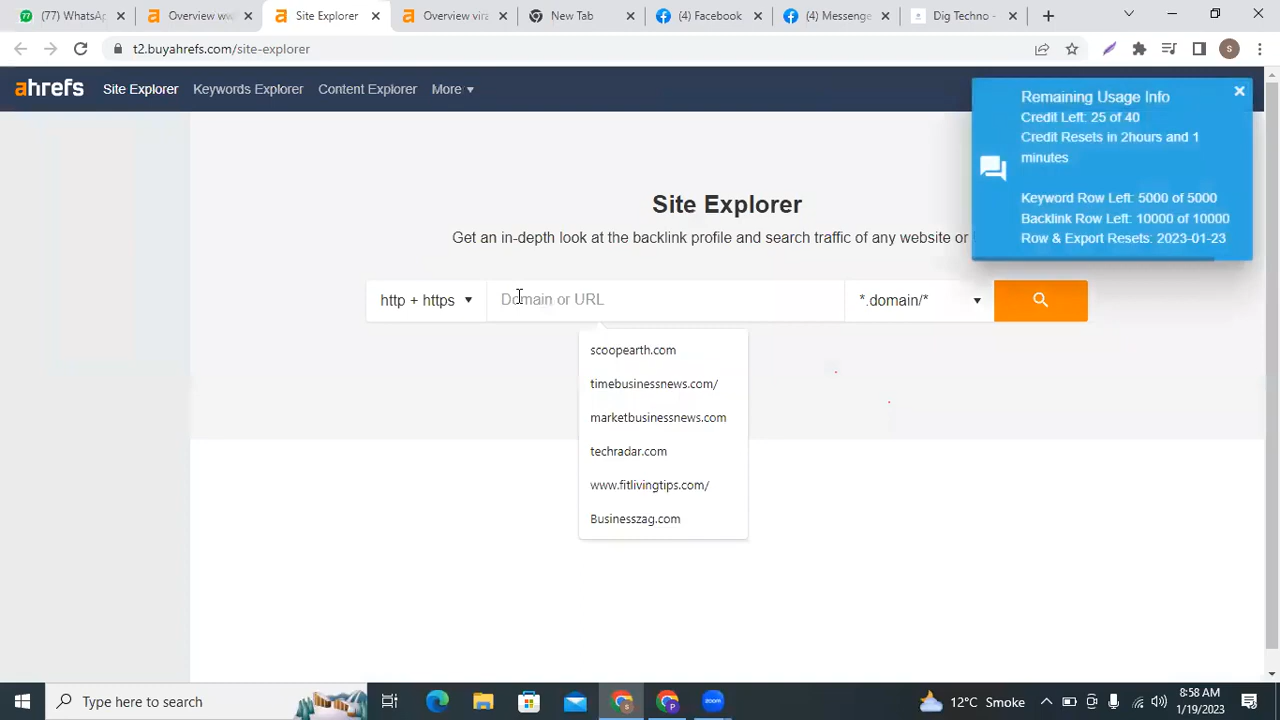 (77) WhatsA
Overview ww
Site Explorer
Overview vira
New Tab
(4) Facebook
(4) Messenge
Dig Techno -
t2.buyahrefs.com/site-explorer
S
ahrefs
Site Explorer
Keywords Explorer
Content Explorer
More
Remaining Usage Info
Credit Left: 25 of 40
Credit Resets in 2hours and 1
minutes
Keyword Row Left: 5000 of 5000
Backlink Row Left: 10000 of 10000
Row & Export Resets: 2023-01-23
Site Explorer
Get an in-depth look at the backlink profile and search traffic of any website or
http + https
Domain or URL
*.domain/*
scoopearth.com
timebusinessnews.com/
marketbusinessnews.com
techradar.com
www.fitlivingtips.com/
Businesszag.com
Type here to search
S
P
zoom
12°C Smoke
8:58 AM
1/19/2023